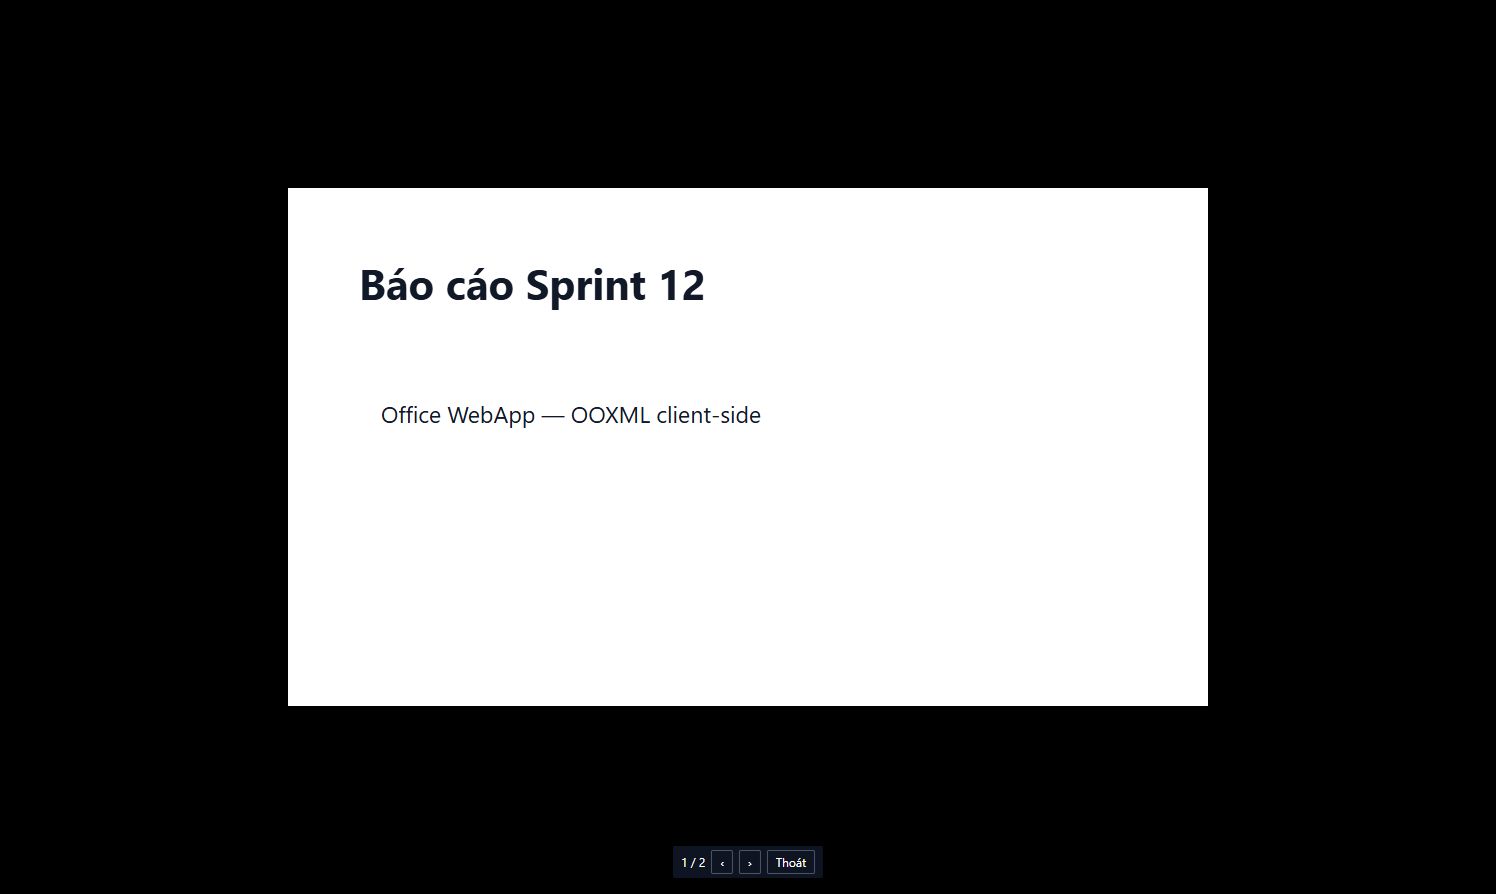 Báo cáo Sprint 12
Office WebApp — OOXML client-side
1 / 2 ‹ › Thoát